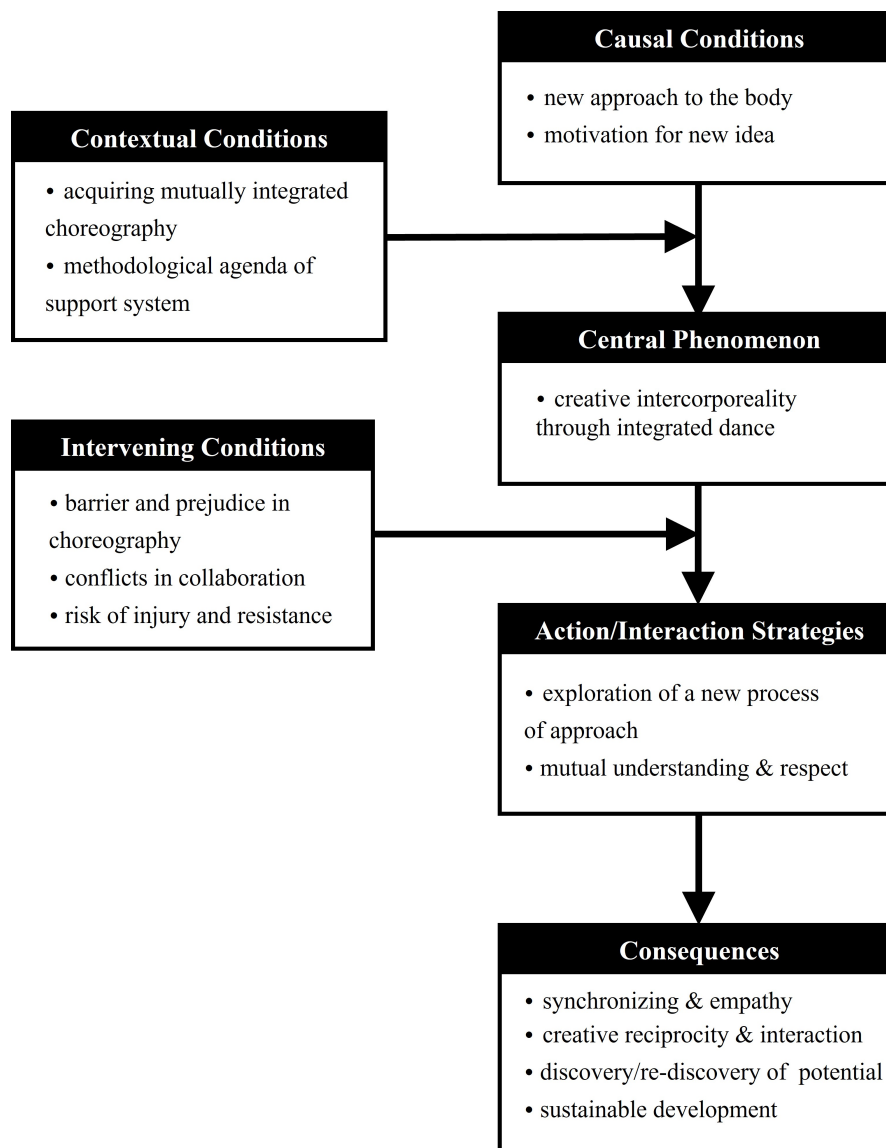 Causal Conditions
• new approach to the body
• motivation for new idea
Contextual Conditions
• acquiring mutually integrated
choreography
• methodological agenda of
support system
Central Phenomenon
• creative intercorporeality
through integrated dance
Intervening Conditions
• barrier and prejudice in
choreography
• conflicts in collaboration
• risk of injury and resistance
Action/Interaction Strategies
• exploration of a new process
of approach
• mutual understanding & respect
Consequences
• synchronizing & empathy
• creative reciprocity & interaction
• discovery/re-discovery of potential
• sustainable development